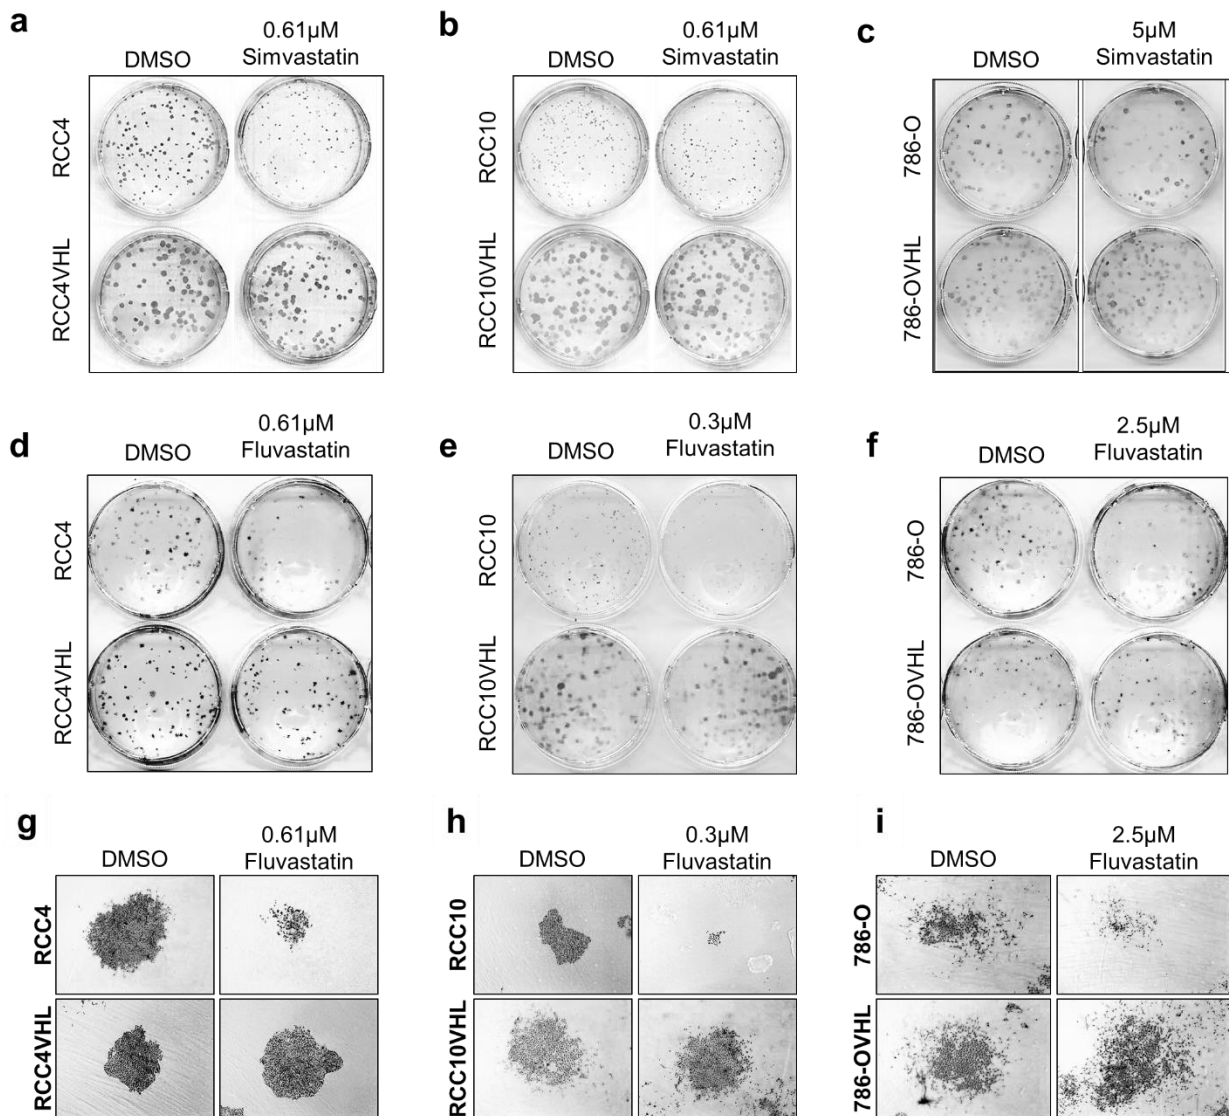 a
DMSO
0.61µM
Simvastatin
RCC4
RCC4VHL
b
DMSO
0.61µM
Simvastatin
RCC10
RCC10VHL
c
DMSO
5µM
Simvastatin
786-O
786-OVHL
d
DMSO
0.61µM
Fluvastatin
RCC4
RCC4VHL
e
DMSO
0.3µM
Fluvastatin
RCC10
RCC10VHL
f
DMSO
2.5µM
Fluvastatin
786-O
786-OVHL
g
DMSO
0.61µM
Fluvastatin
RCC4
RCC4VHL
h
DMSO
0.3µM
Fluvastatin
RCC10
RCC10VHL
i
DMSO
2.5µM
Fluvastatin
786-O
786-OVHL